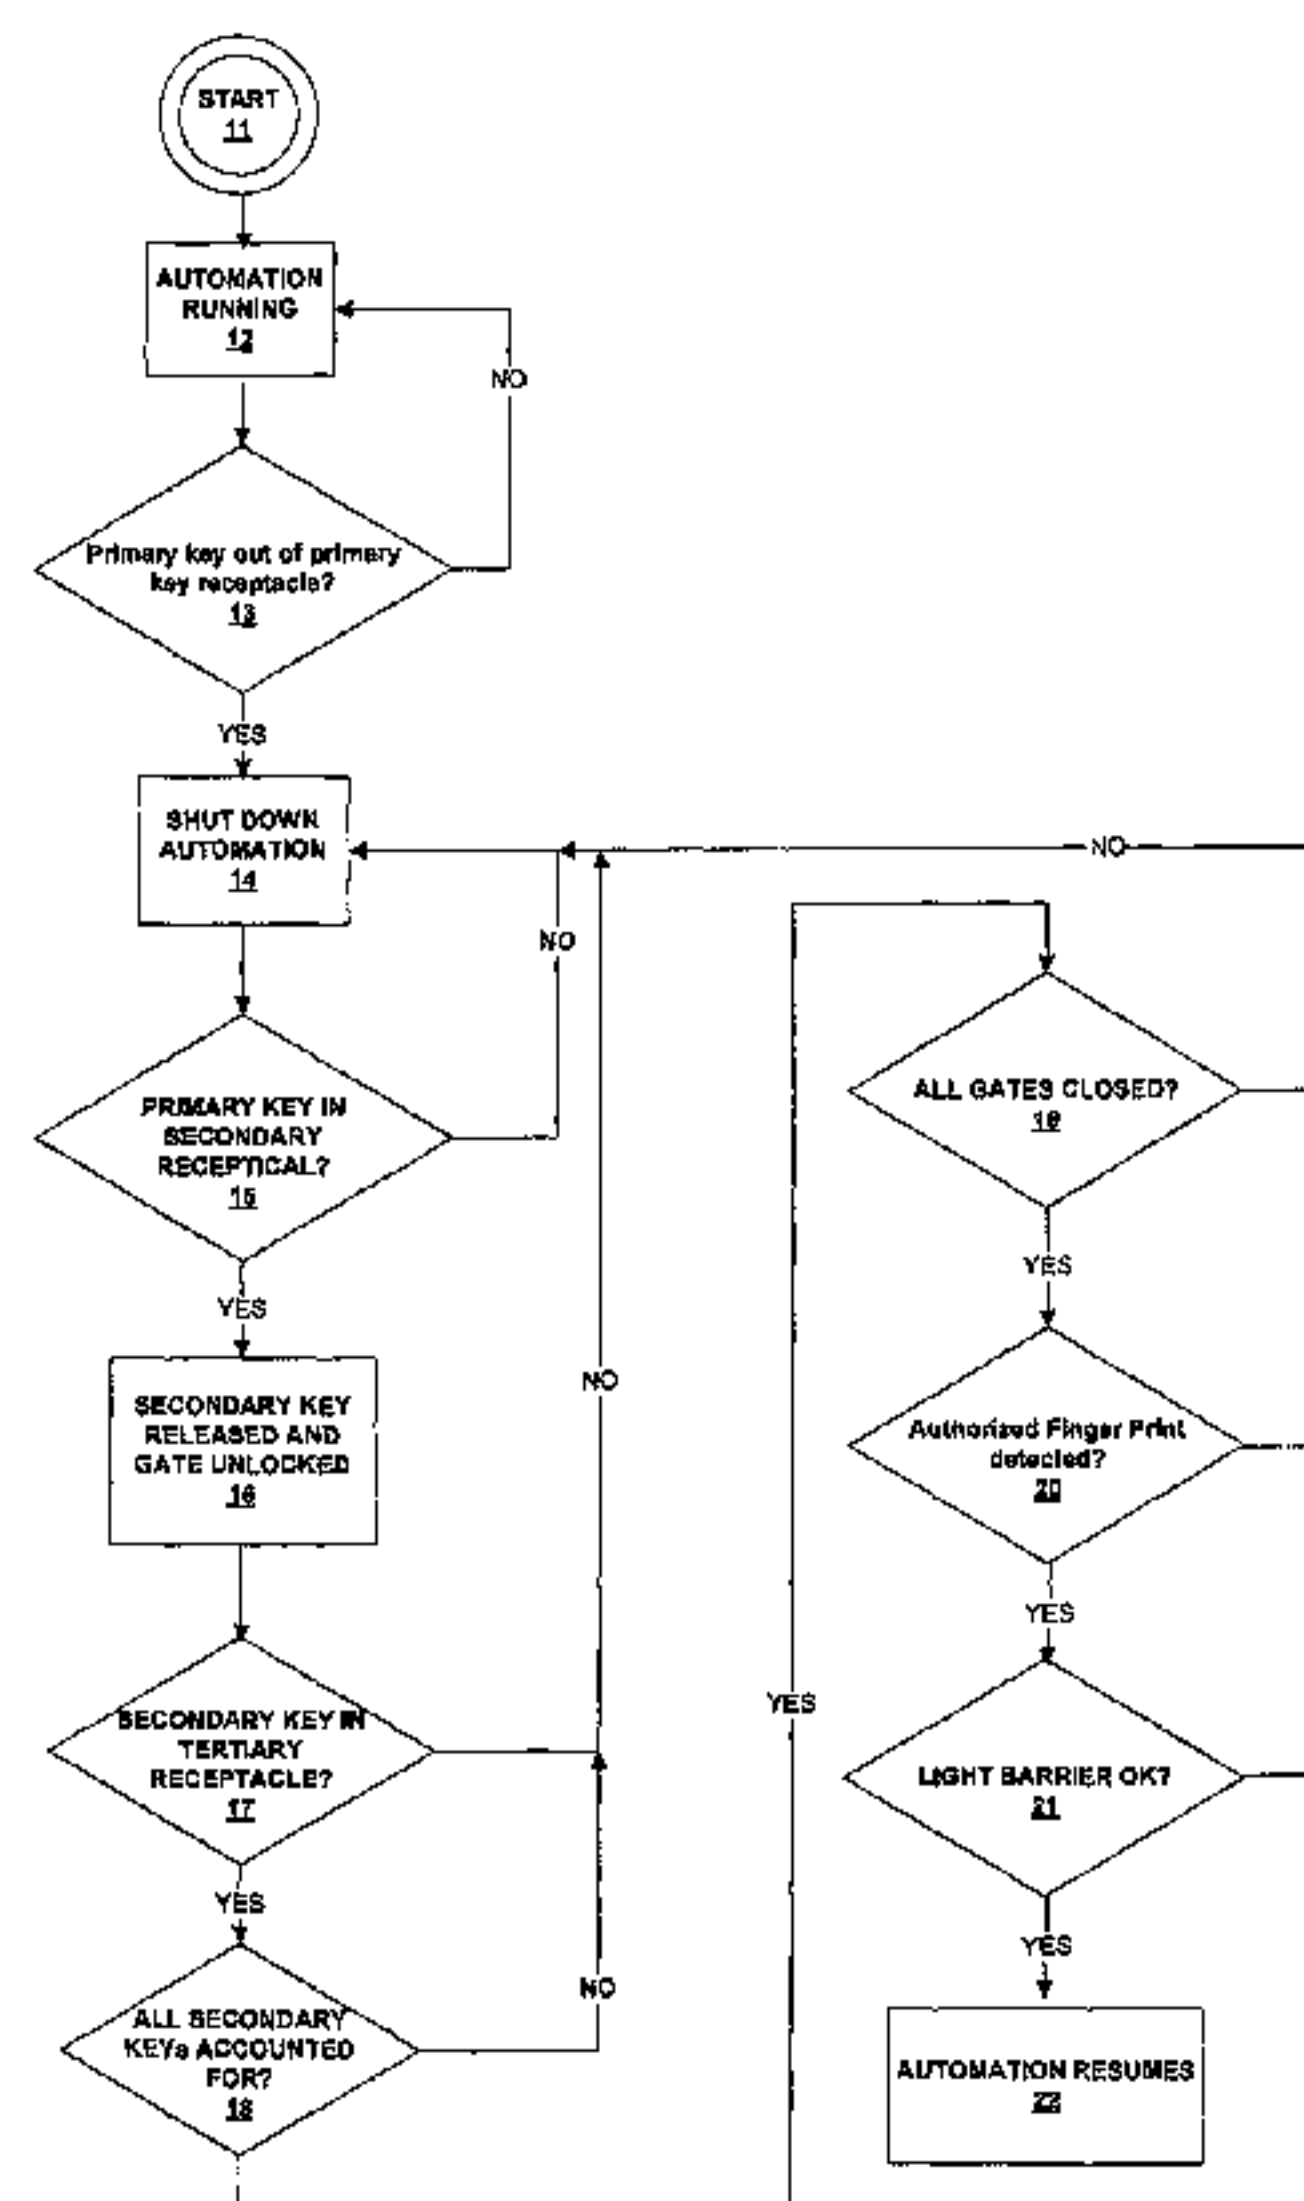 START
11
AUTOMATION
RUNNING
12
NO
Primary key out of primary
key receptacle?
13
YES
SHUT DOWN
AUTOMATION
14
NO
NO
PRIMARY KEY IN
SECONDARY
RECEPTICAL?
15
YES
SECONDARY KEY
RELEASED AND
GATE UNLOCKED
16
NO
SECONDARY KEY IN
TERTIARY
RECEPTACLE?
17
YES
ALL SECONDARY
KEYs ACCOUNTED
FOR?
18
NO
YES
ALL GATES CLOSED?
19
YES
Authorized Finger Print
detected?
20
YES
LIGHT BARRIER OK?
21
YES
AUTOMATION RESUMES
22